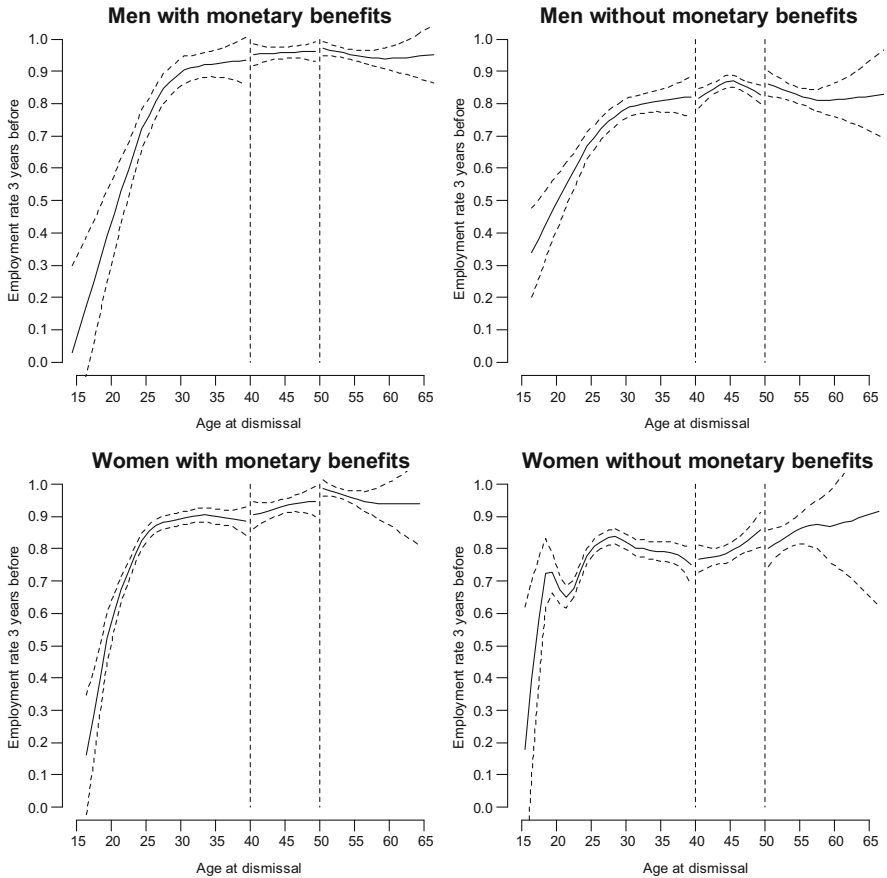 Men with monetary benefits
Employment rate 3 years before
1.0
0.9
0.8
0.7
0.6
0.5
0.4
0.3
0.2
0.1
0.0
15 20 25 30 35 40 45 50 55 60 65
Age at dismissal
Men without monetary benefits
Employment rate 3 years before
1.0
0.9
0.8
0.7
0.6
0.5
0.4
0.3
0.2
0.1
0.0
15 20 25 30 35 40 45 50 55 60 65
Age at dismissal
Women with monetary benefits
Employment rate 3 years before
1.0
0.9
0.8
0.7
0.6
0.5
0.4
0.3
0.2
0.1
0.0
15 20 25 30 35 40 45 50 55 60 65
Age at dismissal
Women without monetary benefits
Employment rate 3 years before
1.0
0.9
0.8
0.7
0.6
0.5
0.4
0.3
0.2
0.1
0.0
15 20 25 30 35 40 45 50 55 60 65
Age at dismissal